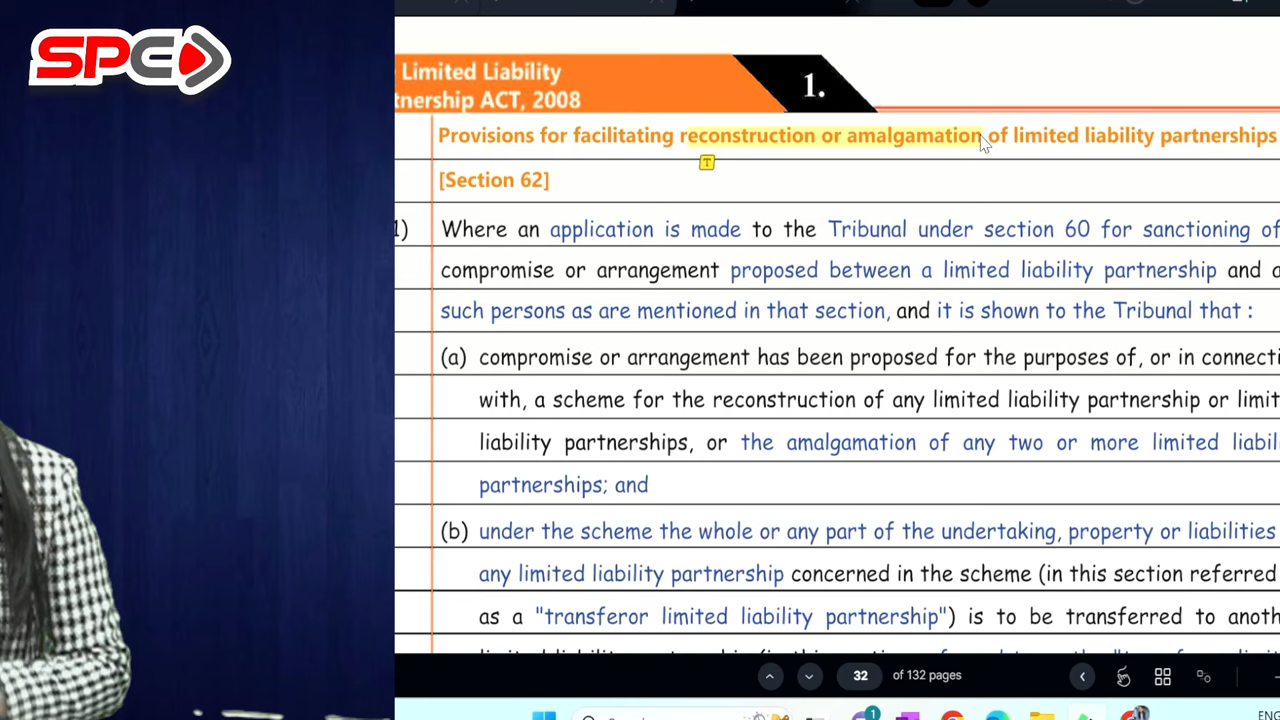 SPC
Limited Liability
tnership ACT, 2008
1.
Provisions for facilitating reconstruction or amalgamation of limited liability partnerships
T
[Section 62]
1) Where an application is made to the Tribunal under section 60 for sanctioning of
compromise or arrangement proposed between a limited liability partnership and a
such persons as are mentioned in that section, and it is shown to the Tribunal that :
(a) compromise or arrangement has been proposed for the purposes of, or in connecti
with, a scheme for the reconstruction of any limited liability partnership or limit
liability partnerships, or the amalgamation of any two or more limited liabil
partnerships; and
(b) under the scheme the whole or any part of the undertaking, property or liabilities
any limited liability partnership concerned in the scheme (in this section referred
as a "transferor limited liability partnership") is to be transferred to anoth
32 of 132 pages
1
ENG